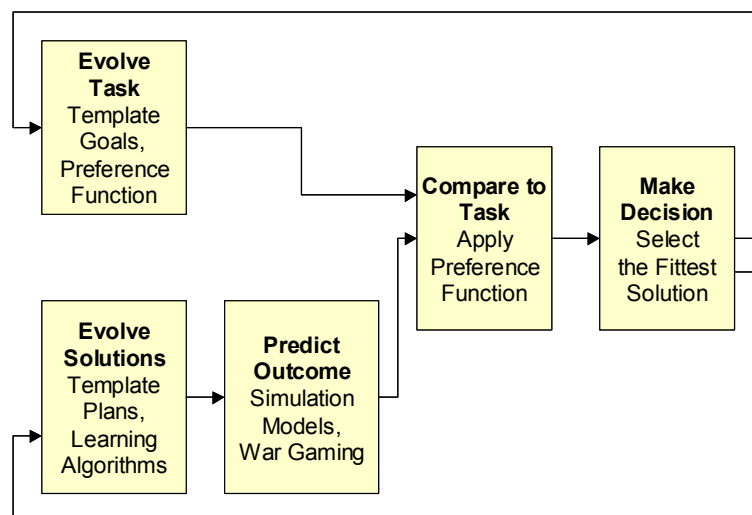 Evolve
Task
Template
Goals,
Preference
Function
Compare to
Task
Apply
Preference
Function
Make
Decision
Select
the Fittest
Solution
Evolve
Solutions
Template
Plans,
Learning
Algorithms
Predict
Outcome
Simulation
Models,
War Gaming